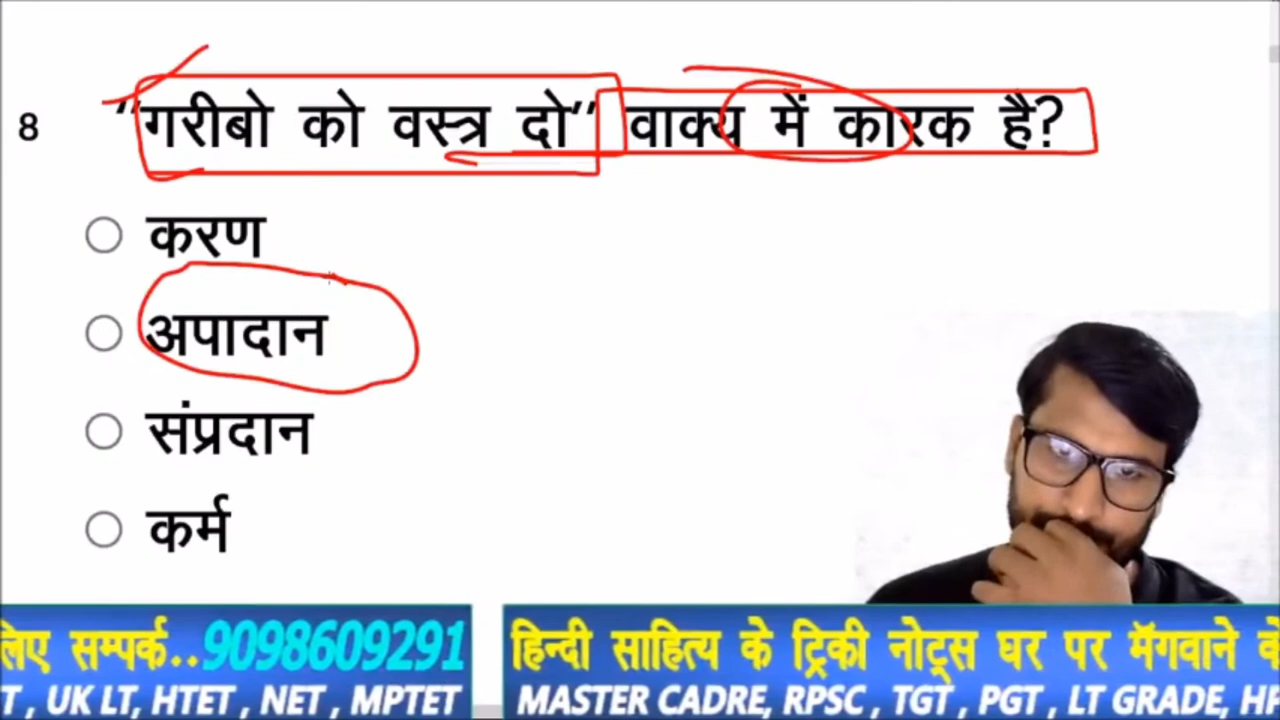 8 “गरीबो को वस्त्र दो” वाक्य में कारक है?
करण
अपादान
संप्रदान
कर्म
लिए सम्पर्क..9098609291
हिन्दी साहित्य के ट्रिकी नोट्स घर पर मॅगवाने के
T , UK LT, HTET , NET , MPTET
MASTER CADRE, RPSC , TGT , PGT , LT GRADE, HP